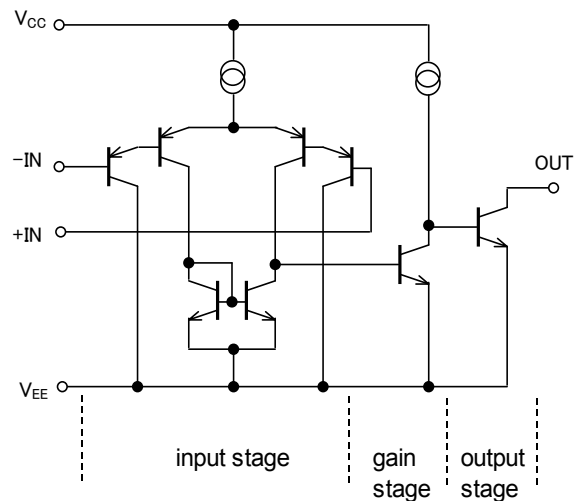 VCC
−IN
OUT
+IN
VEE
input stage
gain
stage
output
stage